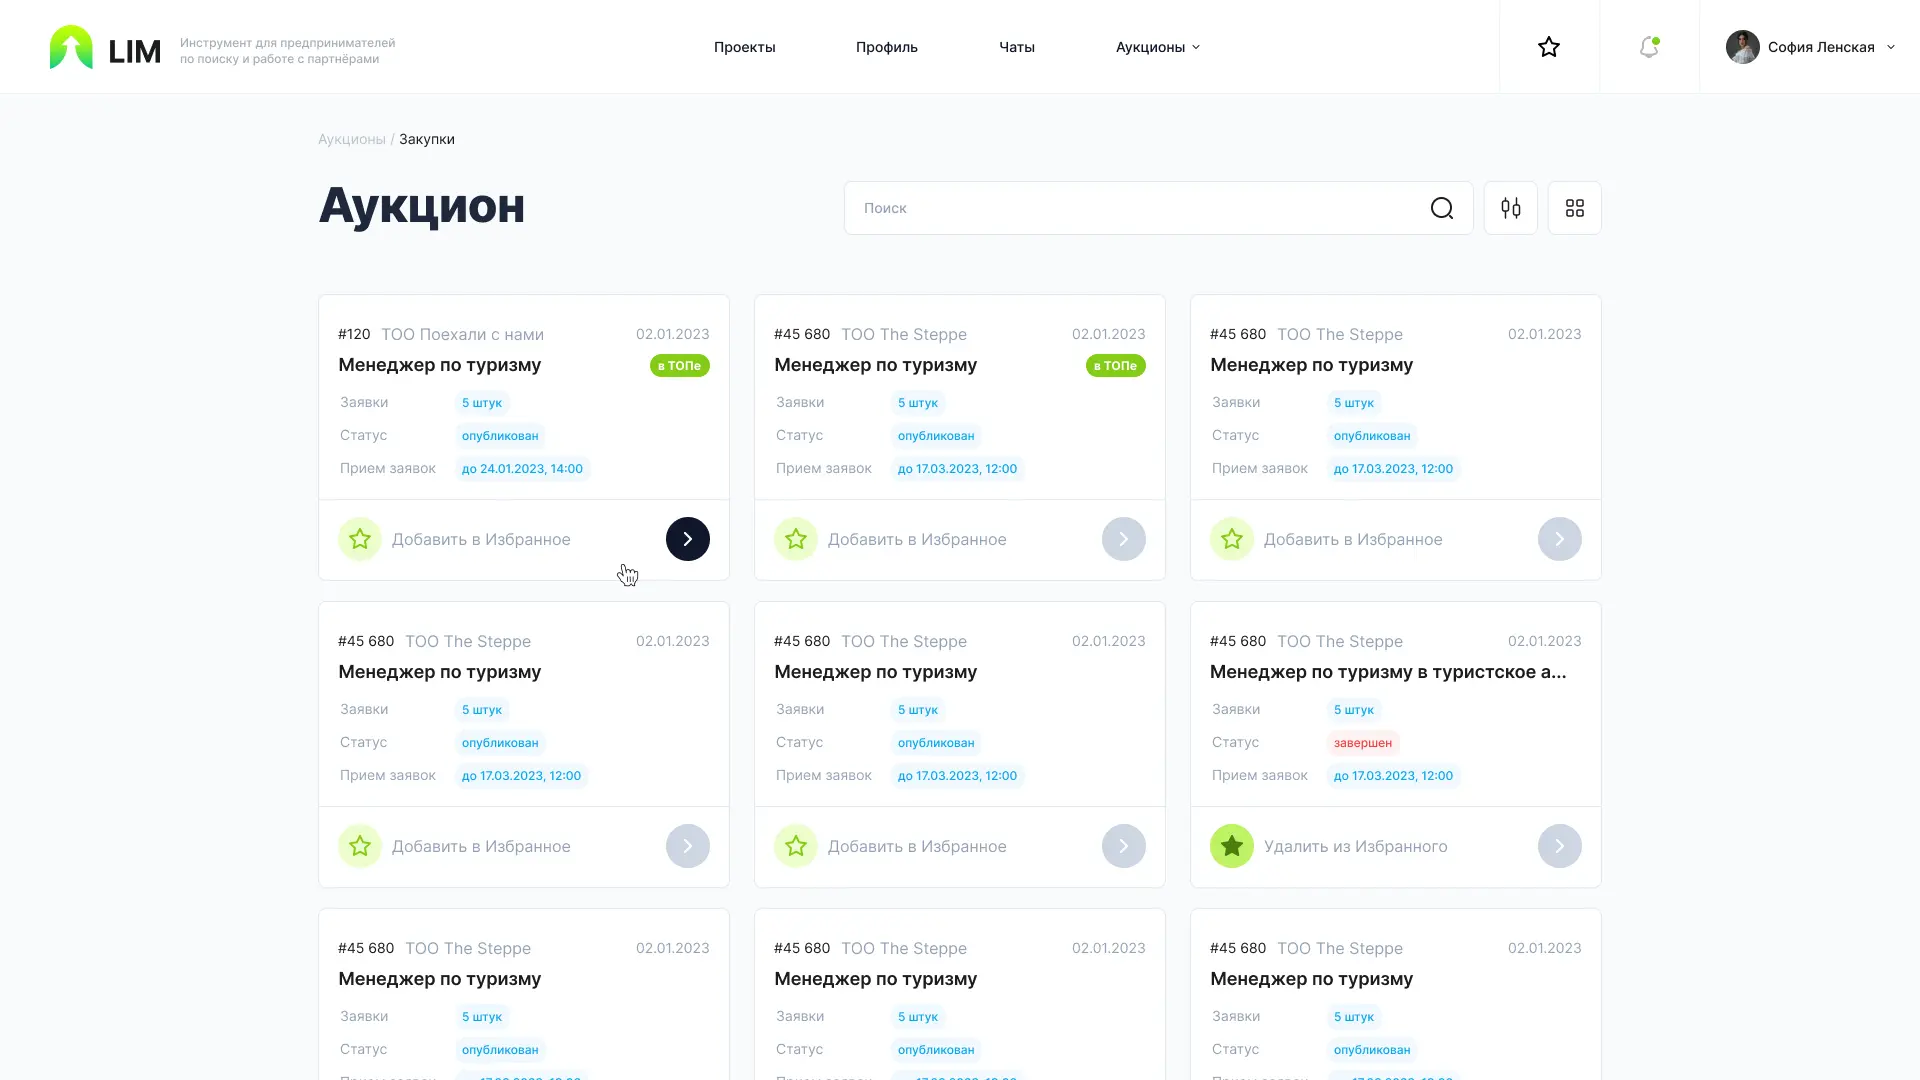 LIM
Инструмент для предпринимателей
по поиску и работе с партнёрами
Проекты
Профиль
Чаты
Аукционы
София Ленская
Аукционы / Закупки
Аукцион
Поиск
#120 ТОО Поехали с нами 02.01.2023
Менеджер по туризму в ТОПе
Заявки 5 штук
Статус опубликован
Прием заявок до 24.01.2023, 14:00
Добавить в Избранное
#45 680 ТОО The Steppe 02.01.2023
Менеджер по туризму в ТОПе
Заявки 5 штук
Статус опубликован
Прием заявок до 17.03.2023, 12:00
Добавить в Избранное
#45 680 ТОО The Steppe 02.01.2023
Менеджер по туризму
Заявки 5 штук
Статус опубликован
Прием заявок до 17.03.2023, 12:00
Добавить в Избранное
#45 680 ТОО The Steppe 02.01.2023
Менеджер по туризму
Заявки 5 штук
Статус опубликован
Прием заявок до 17.03.2023, 12:00
Добавить в Избранное
#45 680 ТОО The Steppe 02.01.2023
Менеджер по туризму
Заявки 5 штук
Статус опубликован
Прием заявок до 17.03.2023, 12:00
Добавить в Избранное
#45 680 ТОО The Steppe 02.01.2023
Менеджер по туризму в туристское а...
Заявки 5 штук
Статус завершен
Прием заявок до 17.03.2023, 12:00
Удалить из Избранного
#45 680 ТОО The Steppe 02.01.2023
Менеджер по туризму
Заявки 5 штук
Статус опубликован
#45 680 ТОО The Steppe 02.01.2023
Менеджер по туризму
Заявки 5 штук
Статус опубликован
#45 680 ТОО The Steppe 02.01.2023
Менеджер по туризму
Заявки 5 штук
Статус опубликован